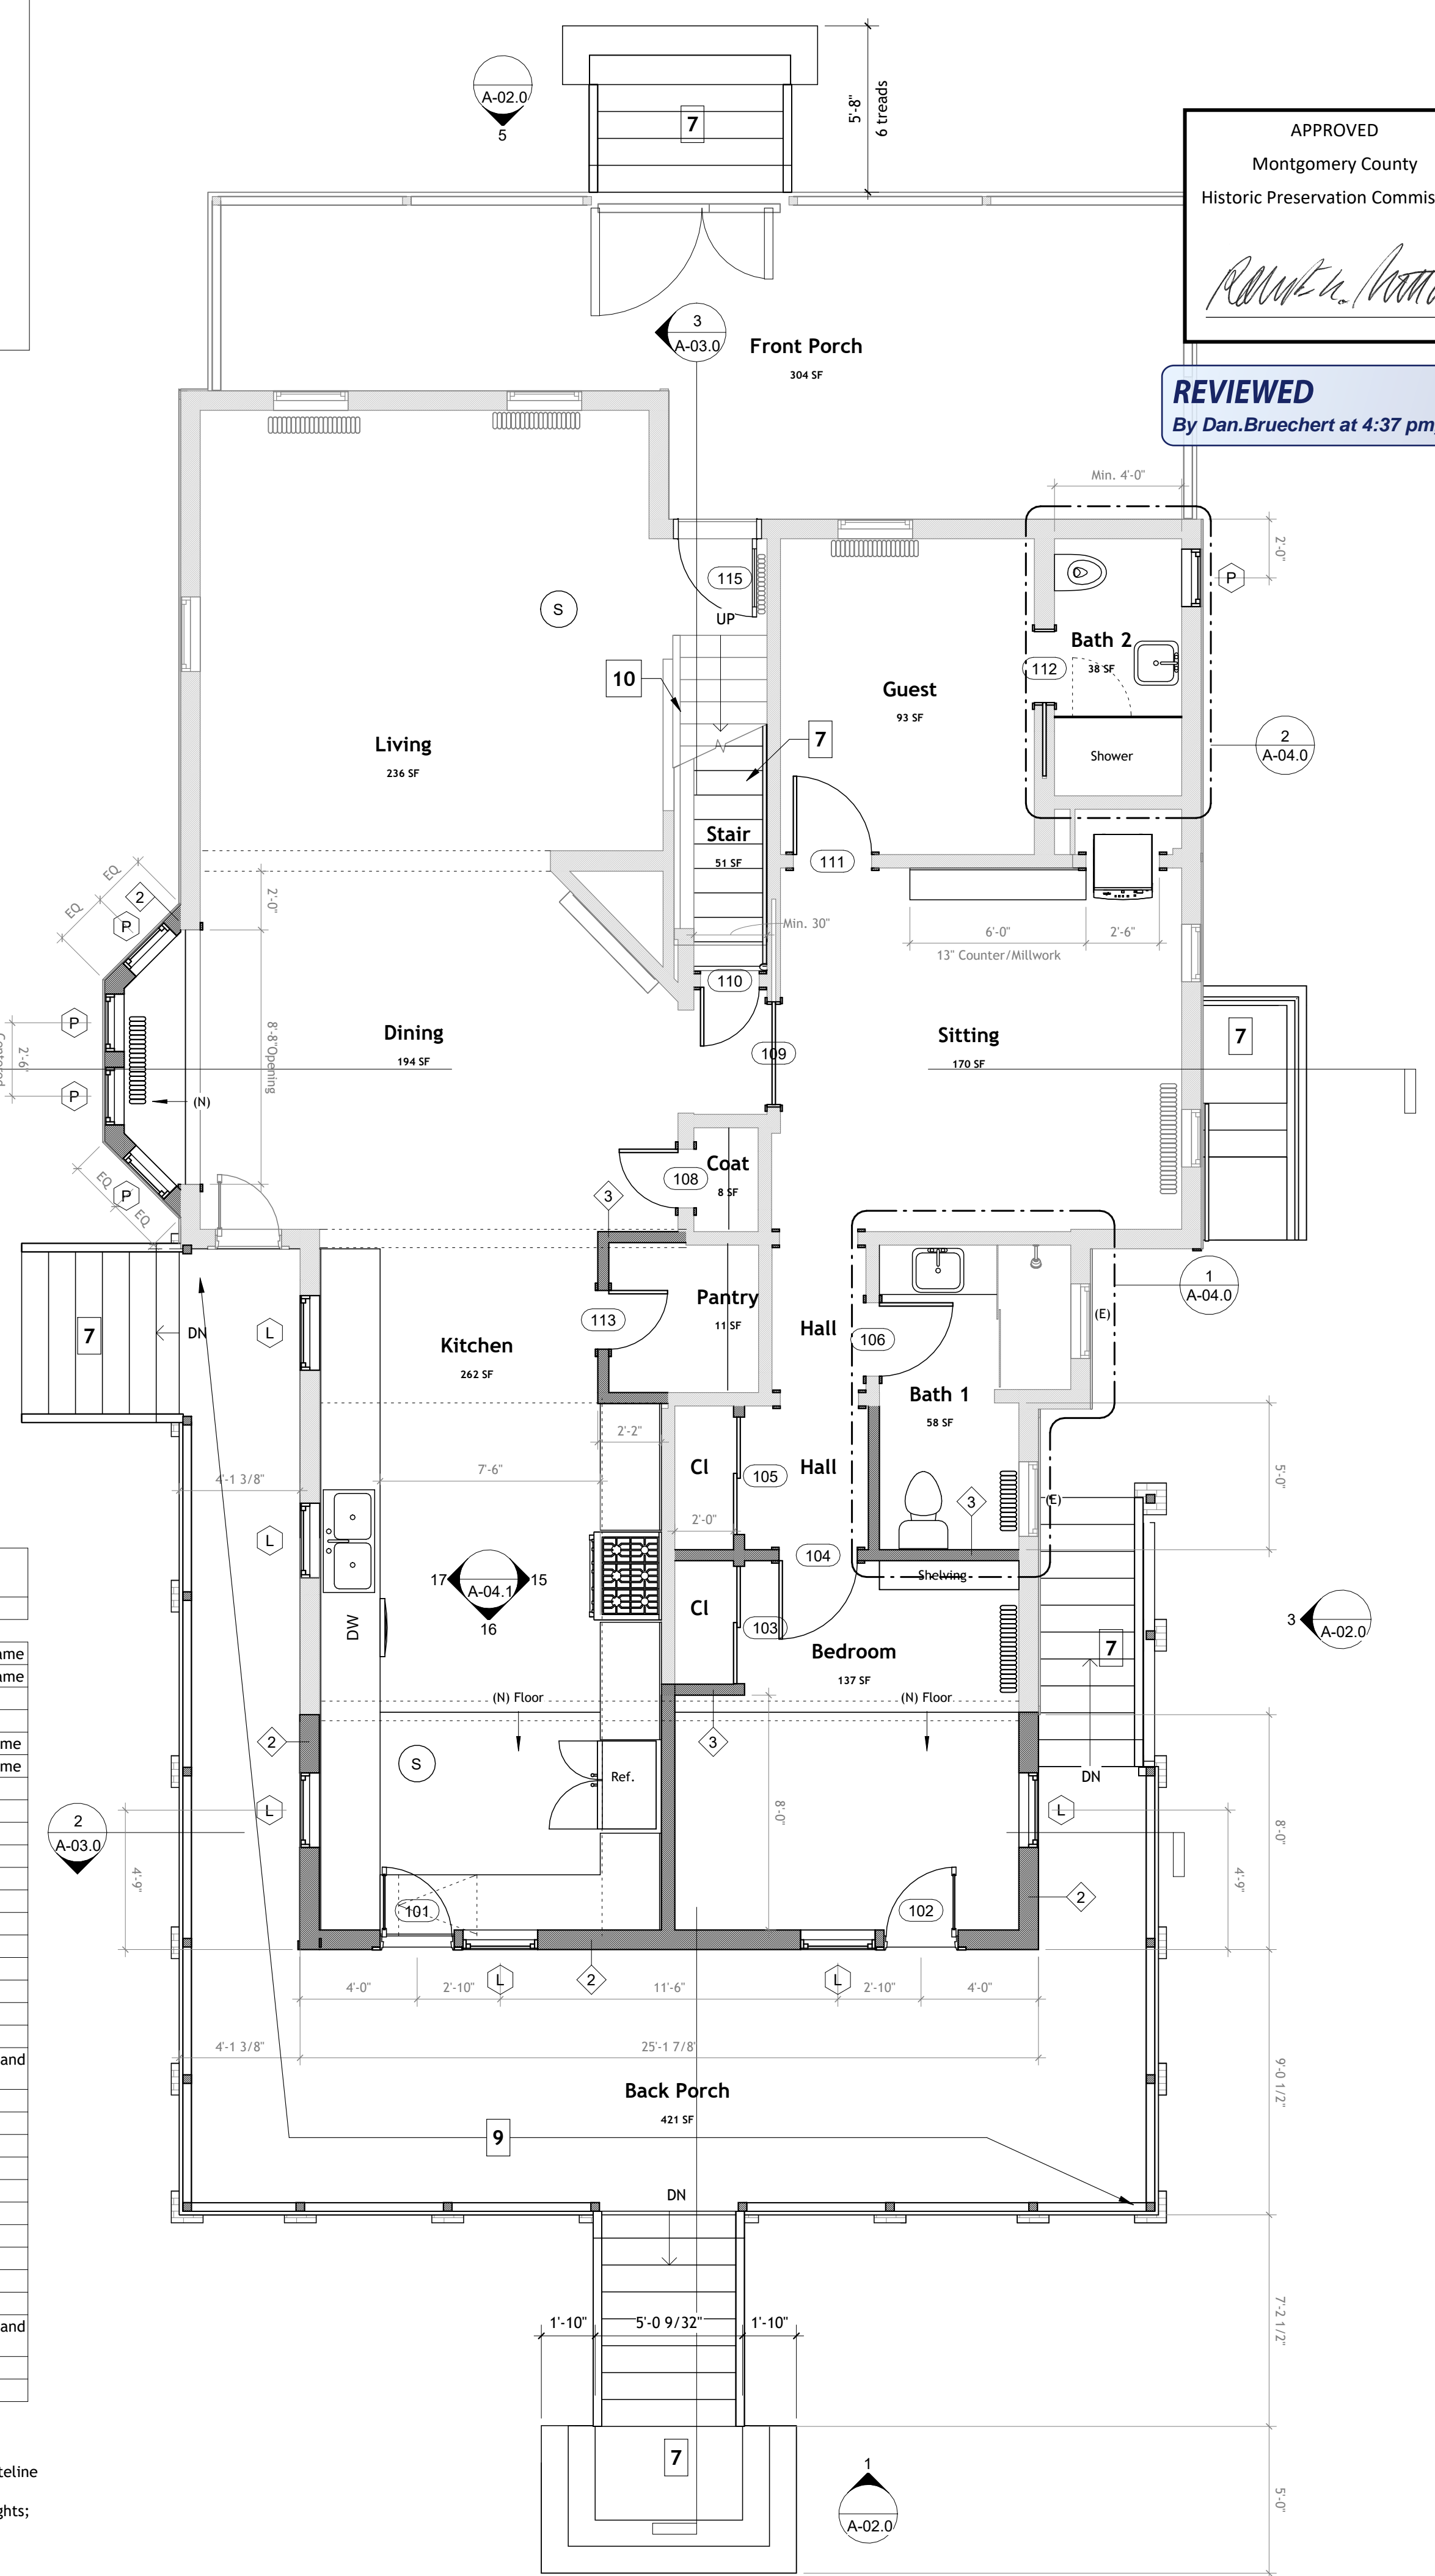 A-02.0
5
7
5'-8"
6 treads
APPROVED
Montgomery County
Historic Preservation Commis
REVIEWED
By Dan.Bruechert at 4:37 pm,
3
A-03.0
Front Porch
304 SF
Min. 4'-0"
2'-0"
P
115
UP
S
10
Bath 2
38 SF
112
Guest
93 SF
7
2
A-04.0
Living
236 SF
Shower
Stair
51 SF
111
EQ
EQ
2
P
2'-0"
Min. 30"
6'-0"
2'-6"
13" Counter/Millwork
110
P
2'-6"
Centered
P
8'-8"Opening
Dining
194 SF
109
Sitting
170 SF
7
(N)
EQ
P
EQ
108
Coat
8 SF
3
1
A-04.0
(E)
7
DN
L
Kitchen
262 SF
113
Pantry
11 SF
Hall
106
Bath 1
58 SF
2'-2"
4'-1 3/8"
7'-6"
Cl
105
Hall
3
(E)
5'-0"
2'-0"
L
104
Shelving
17
A-04.1
15
16
DW
Cl
103
Bedroom
137 SF
7
3
A-02.0
ame
ame
me
me
(N) Floor
(N) Floor
2
3
S
Ref.
DN
L
L
8'-0"
8'-0"
2
A-03.0
4'-9"
4'-9"
2
101
102
L
2
L
4'-0"
2'-10"
11'-6"
2'-10"
4'-0"
4'-1 3/8"
25'-1 7/8"
and
Back Porch
421 SF
9'-0 1/2"
9
DN
1'-10"
5'-0 9/32"
1'-10"
7'-2 1/2"
and
7
1
A-02.0
5'-0"
teline
ghts;